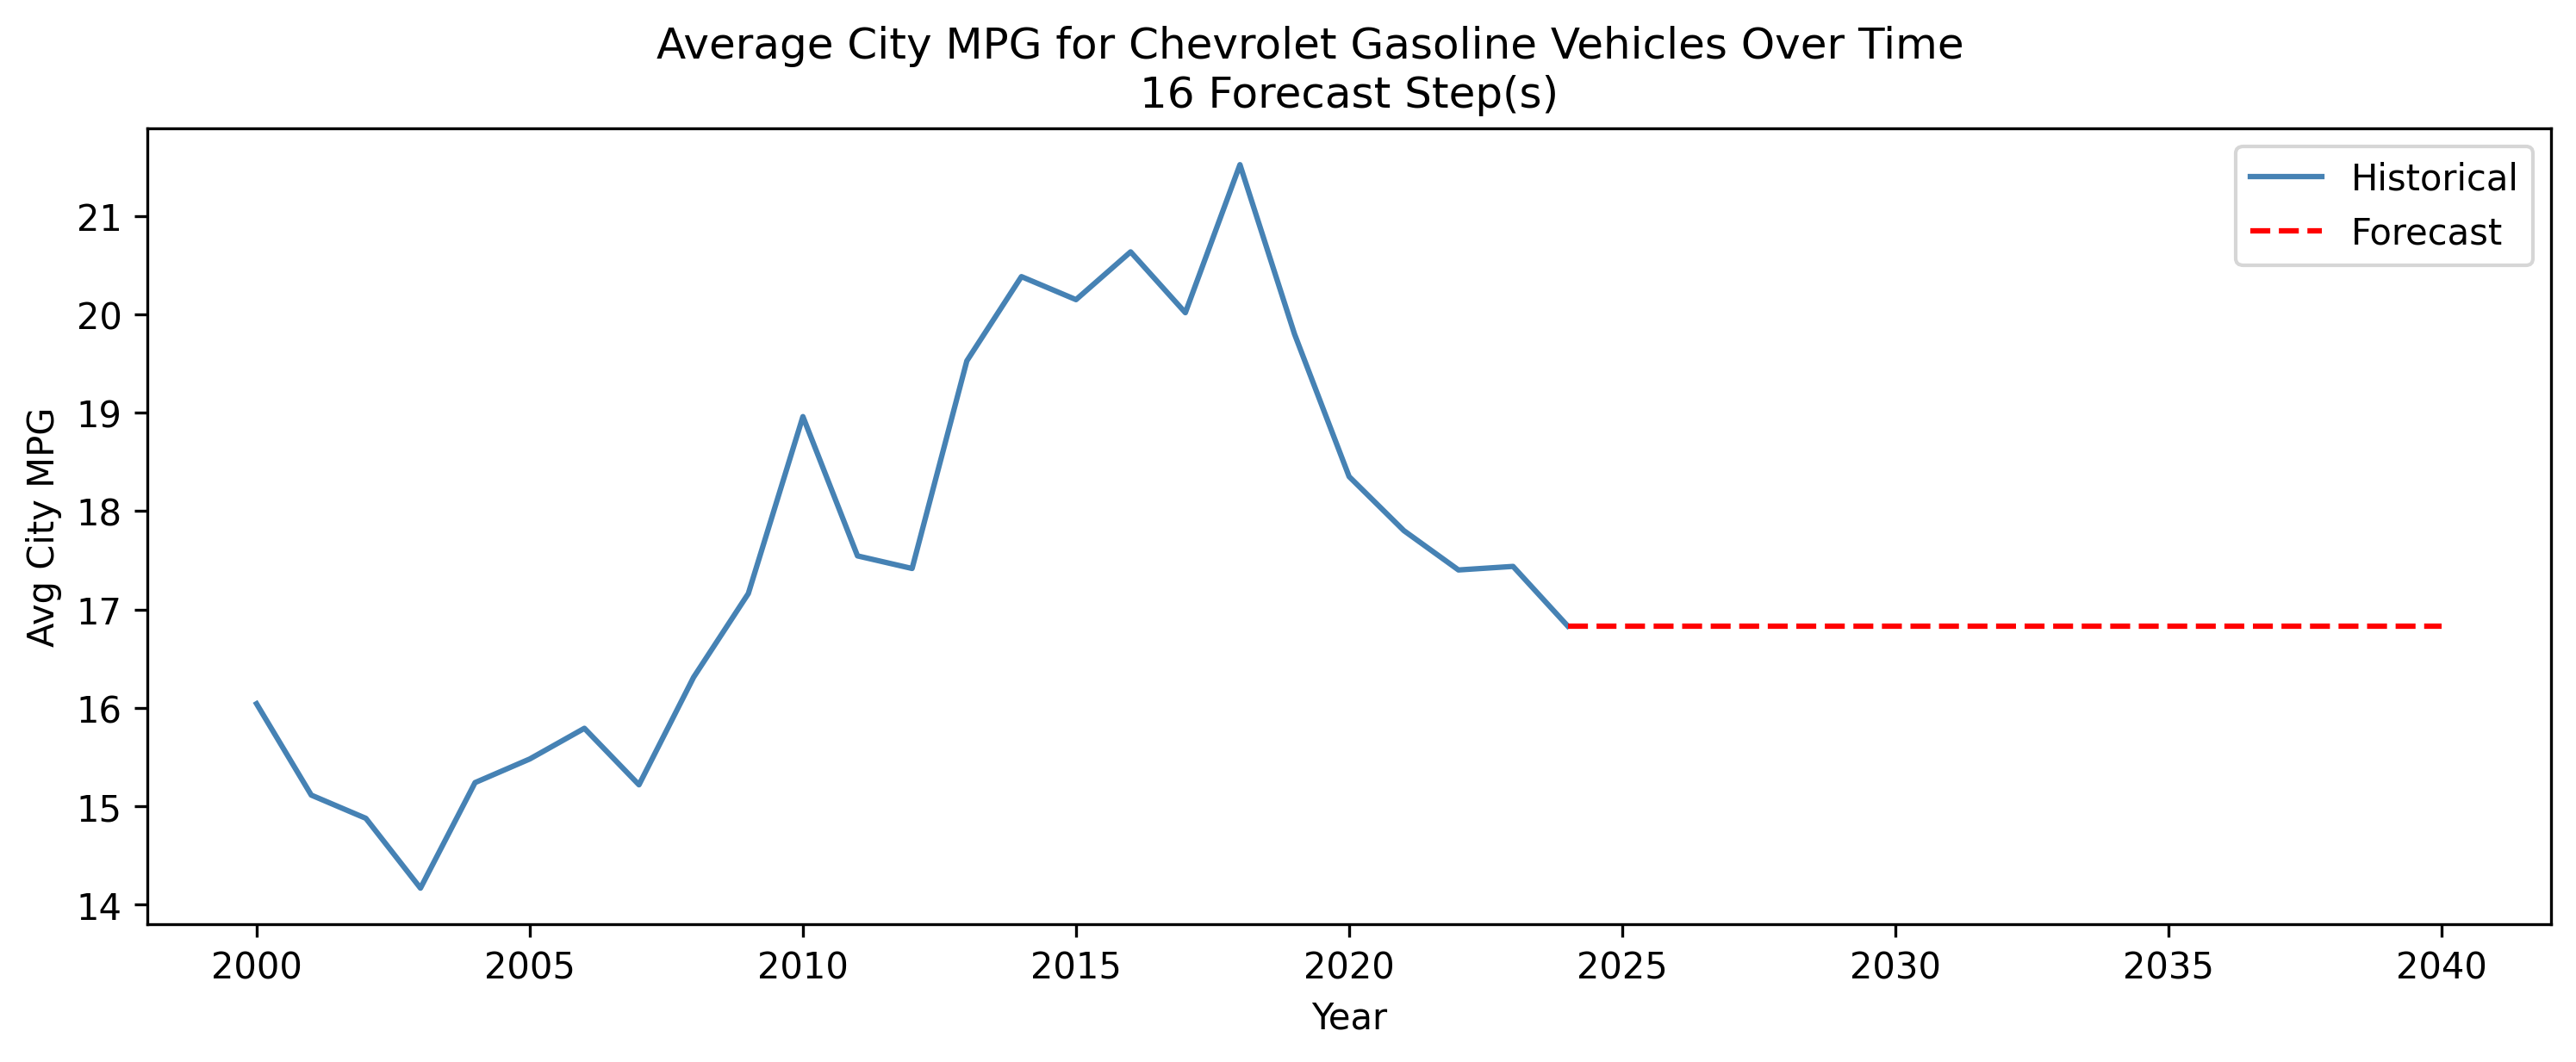 Average City MPG for Chevrolet Gasoline Vehicles Over Time
16 Forecast Step(s)
Historical
Forecast
Avg City MPG
21
20
19
18
17
16
15
14
2000
2005
2010
2015
2020
2025
2030
2035
2040
Year